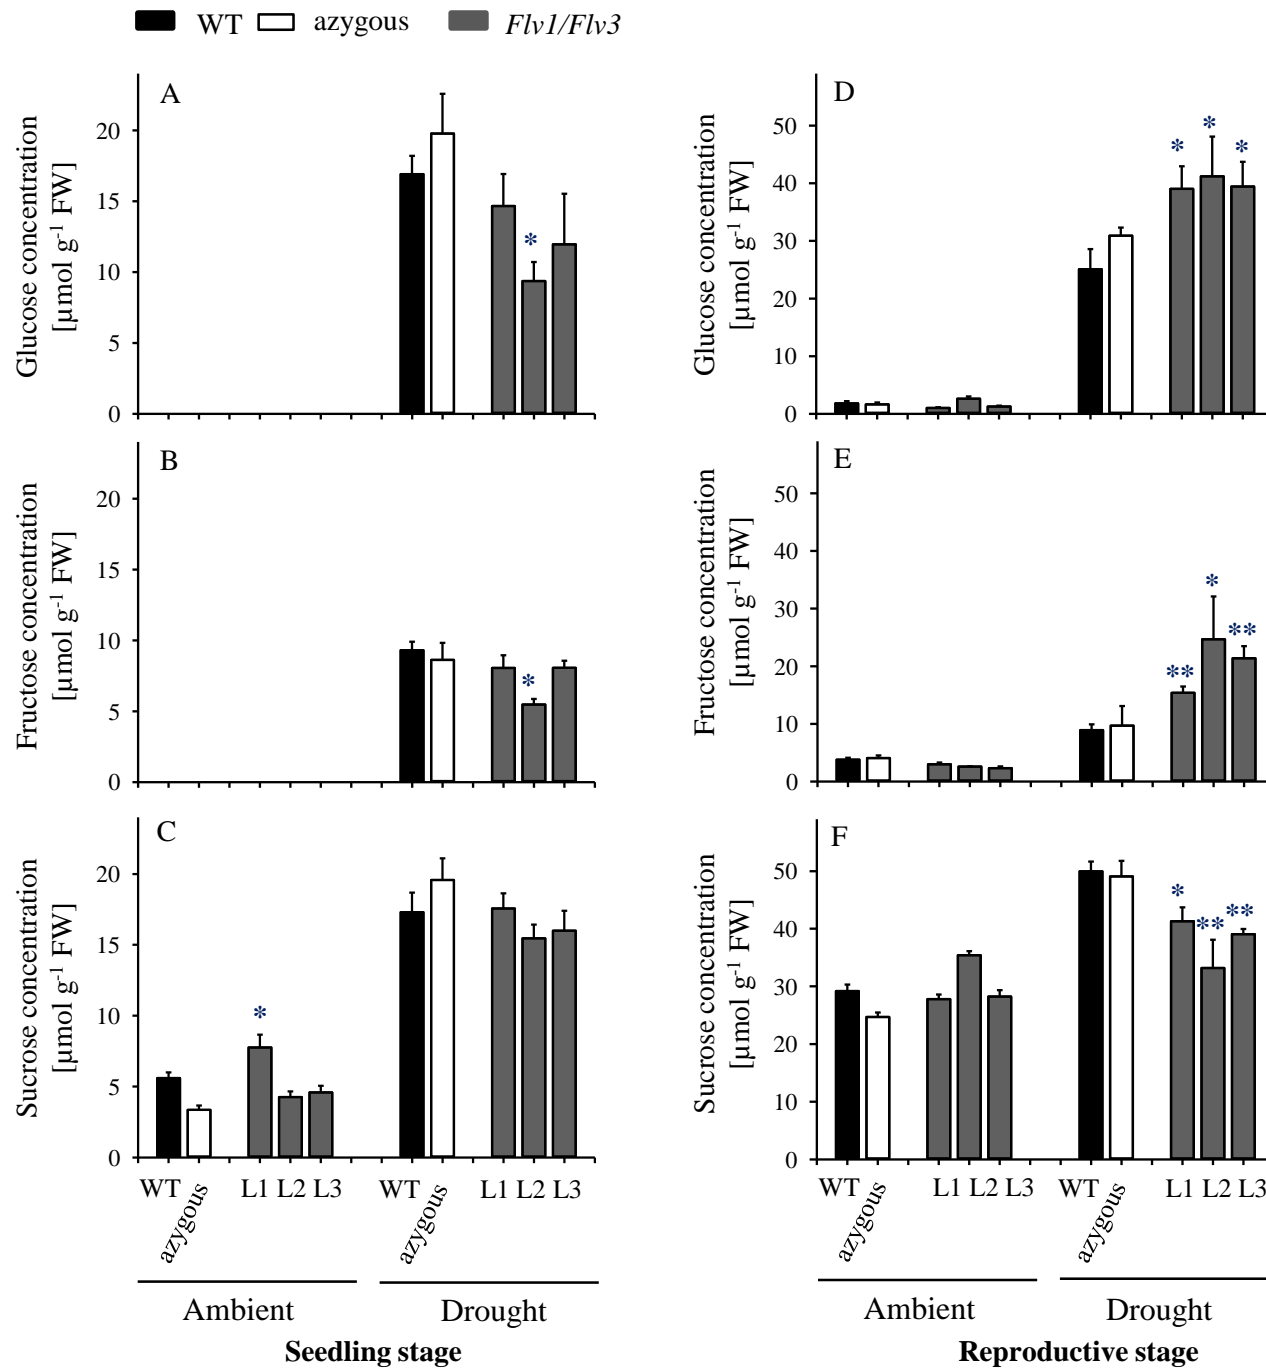 WT azygous Flv1/Flv3
A
Glucose concentration
[µmol g-1 FW]
20
15
10
5
0
*
D
Glucose concentration
[µmol g-1 FW]
50
40
30
20
10
0
*
*
*
B
Fructose concentration
[µmol g-1 FW]
20
15
10
5
0
*
E
Fructose concentration
[µmol g-1 FW]
50
40
30
20
10
0
**
*
**
C
Sucrose concentration
[µmol g-1 FW]
20
15
10
5
0
*
F
Sucrose concentration
[µmol g-1 FW]
50
40
30
20
10
0
*
**
**
WT azygous L1 L2 L3 WT azygous L1 L2 L3
Ambient Drought
Seedling stage
WT azygous L1 L2 L3 WT azygous L1 L2 L3
Ambient Drought
Reproductive stage